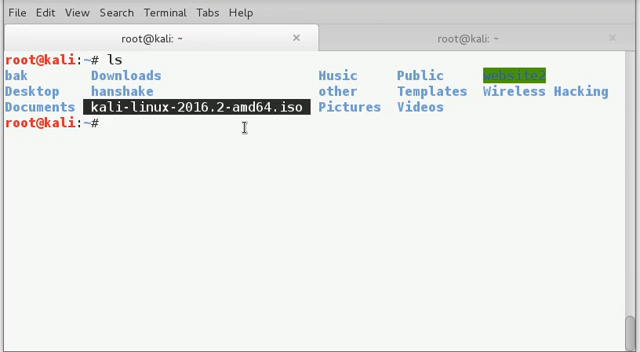 File Edit View Search Terminal Tabs Help
root@kali: ~ × root@kali: ~ ×
root@kali:~# ls
bak Downloads Music Public website2
Desktop hanshake other Templates Wireless Hacking
Documents kali-linux-2016.2-amd64.iso Pictures Videos
root@kali:~#